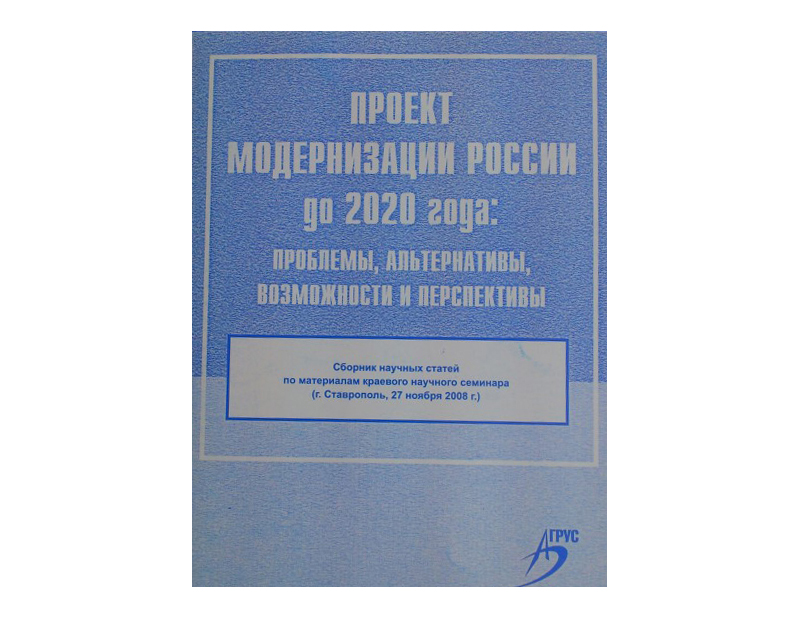 ПРОЕКТ
МОДЕРНИЗАЦИИ РОССИИ
до 2020 года:
ПРОБЛЕМЫ, АЛЬТЕРНАТИВЫ,
ВОЗМОЖНОСТИ И ПЕРСПЕКТИВЫ
Сборник научных статей
по материалам краевого научного семинара
(г. Ставрополь, 27 ноября 2008 г.)
АГРУС